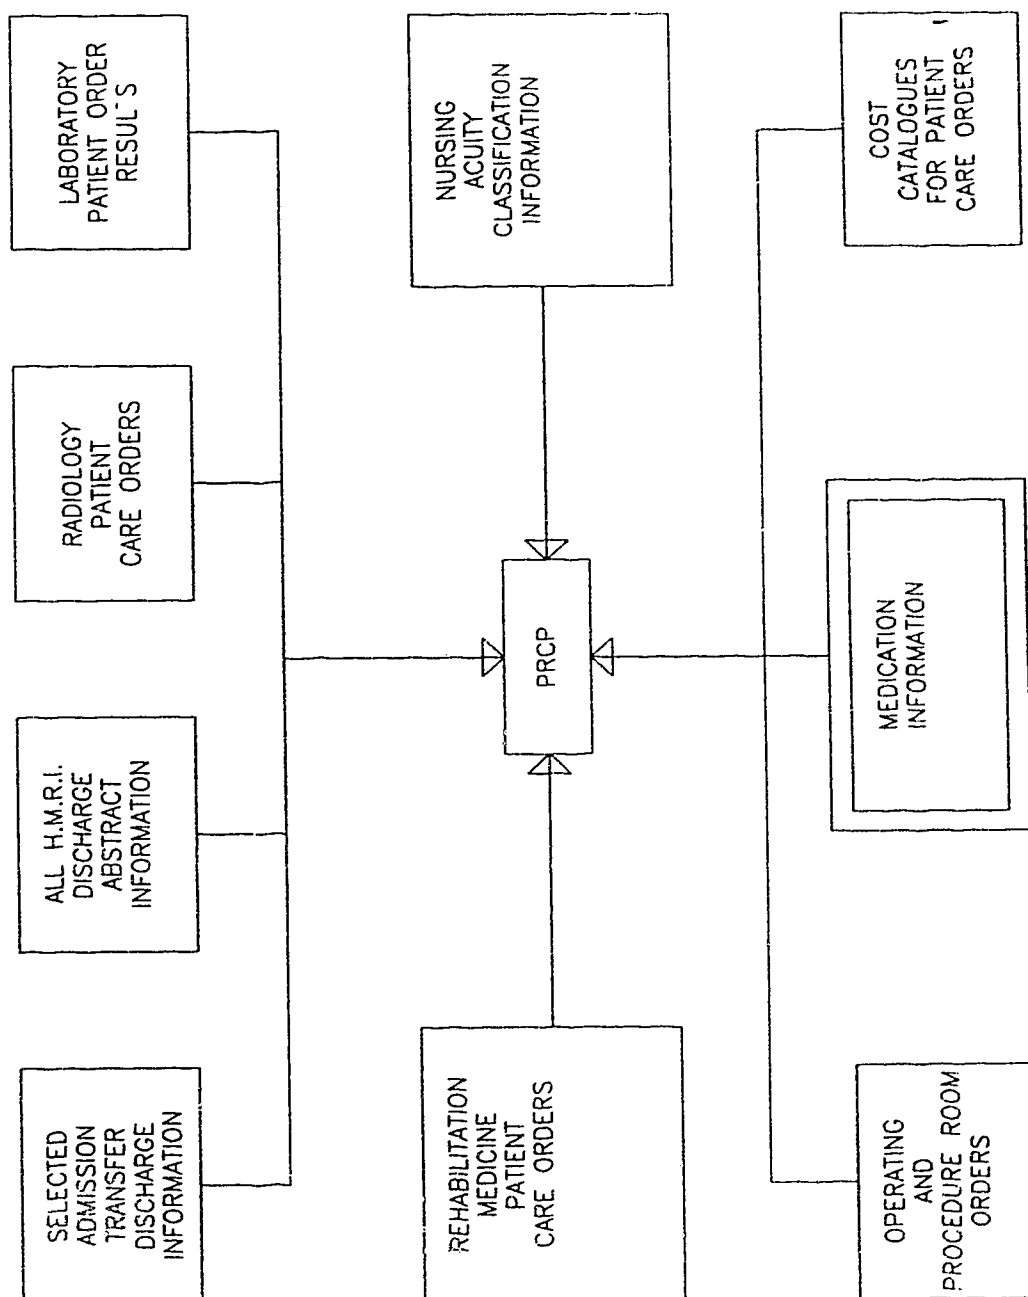 SELECTED
ADMISSION
TRANSFER
DISCHARGE
INFORMATION
ALL H.M.R.I.
DISCHARGE
ABSTRACT
INFORMATION
RADIOLOGY
PATIENT
CARE ORDERS
LABORATORY
PATIENT ORDER
RESULTS
REHABILITATION
MEDICINE
PATIENT
CARE ORDERS
PRCP
NURSING
ACUITY
CLASSIFICATION
INFORMATION
OPERATING
AND
PROCEDURE ROOM
ORDERS
MEDICATION
INFORMATION
COST
CATALOGUES
FOR PATIENT
CARE ORDERS